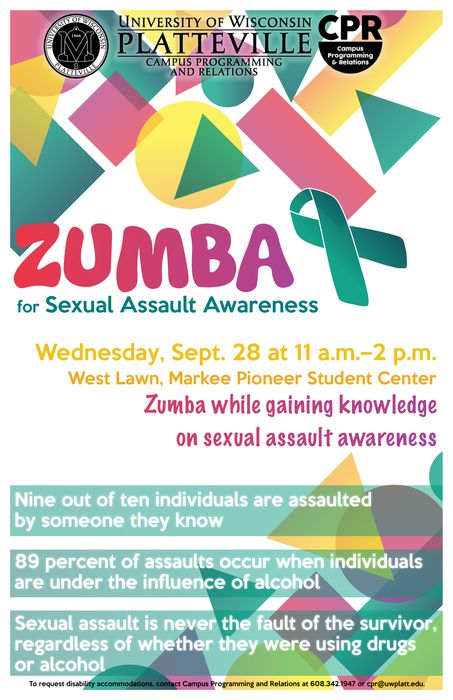 UNIVERSITY OF WISCONSIN
PLATTEVILLE
1866
UNIVERSITY OF WISCONSIN
PLATTEVILLE
CAMPUS PROGRAMMING
AND RELATIONS
CPR
Campus
Programming
& Relations
ZUMBA
for Sexual Assault Awareness
Wednesday, Sept. 28 at 11 a.m.–2 p.m.
West Lawn, Markee Pioneer Student Center
Zumba while gaining knowledge
on sexual assault awareness
Nine out of ten individuals are assaulted
by someone they know
89 percent of assaults occur when individuals
are under the influence of alcohol
Sexual assault is never the fault of the survivor,
regardless of whether they were using drugs
or alcohol
To request disability accommodations, contact Campus Programming and Relations at 608.342.1947 or cpr@uwplatt.edu.